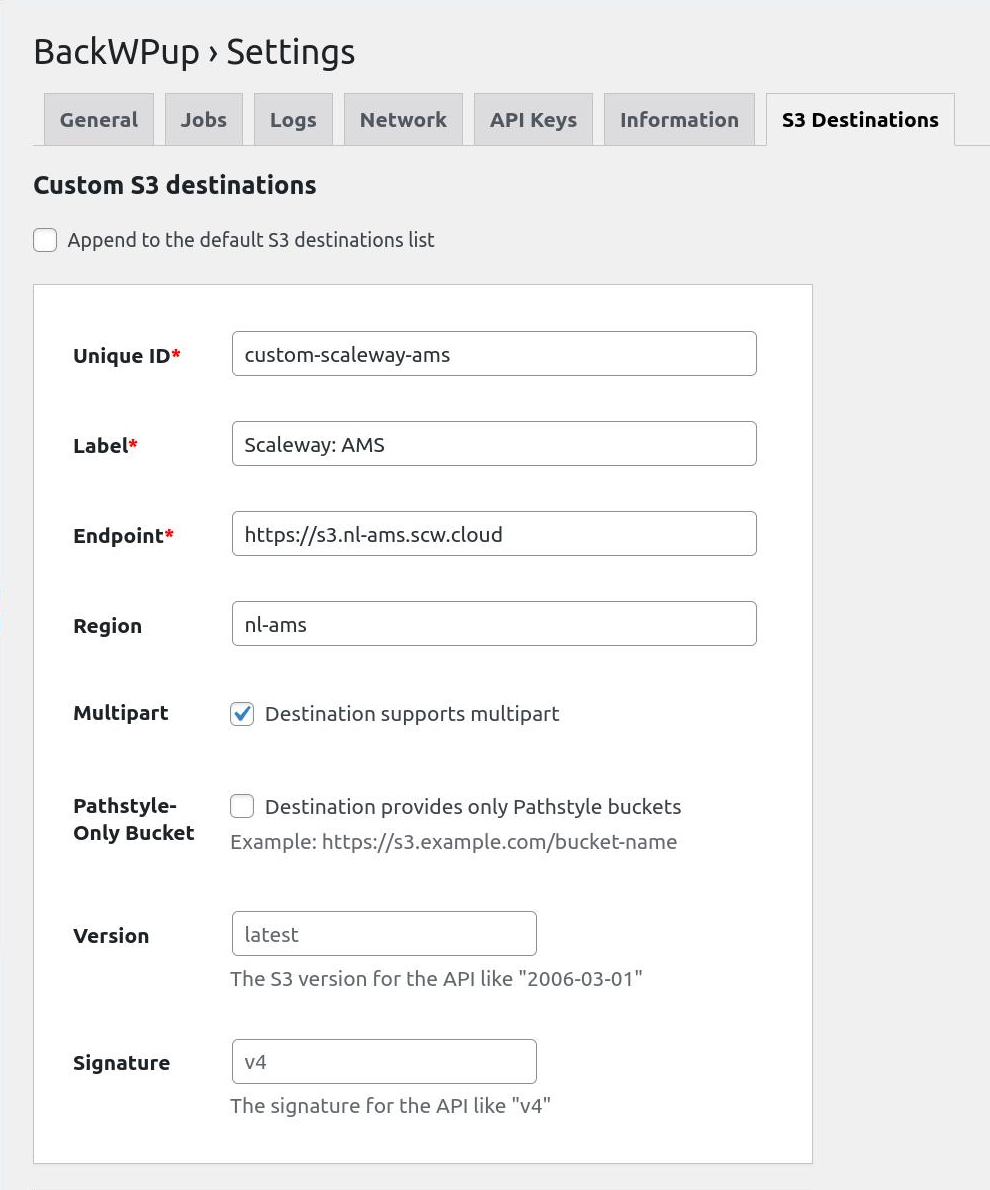 BackWPup › Settings
General Jobs Logs Network API Keys Information S3 Destinations
Custom S3 destinations
Append to the default S3 destinations list
Unique ID* custom-scaleway-ams
Label* Scaleway: AMS
Endpoint* https://s3.nl-ams.scw.cloud
Region nl-ams
Multipart Destination supports multipart
Pathstyle-Only Bucket Destination provides only Pathstyle buckets
Example: https://s3.example.com/bucket-name
Version latest
The S3 version for the API like "2006-03-01"
Signature v4
The signature for the API like "v4"